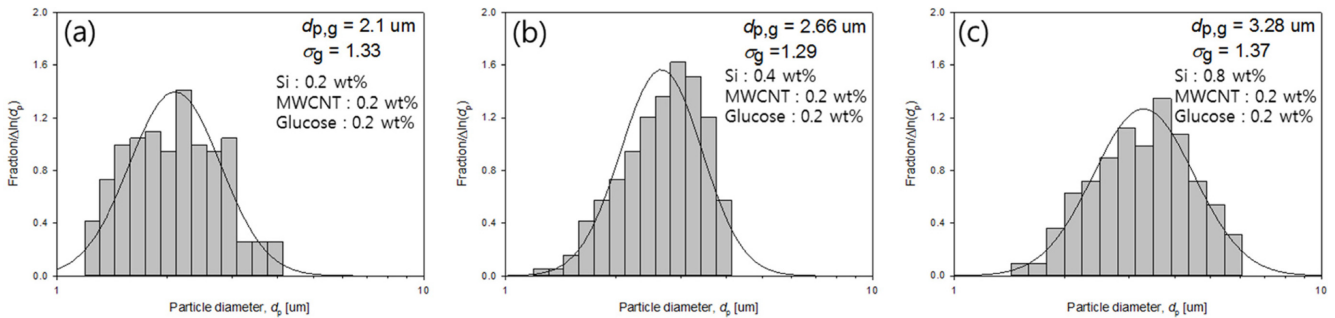 (a)
dp,g = 2.1 um
σg = 1.33
Si : 0.2 wt%
MWCNT : 0.2 wt%
Glucose : 0.2 wt%
Fraction/Δln(dp)
2.0
1.6
1.2
0.8
0.4
0.0
1
10
Particle diameter, dp [um]
(b)
dp,g = 2.66 um
σg =1.29
Si : 0.4 wt%
MWCNT : 0.2 wt%
Glucose : 0.2 wt%
Fraction/Δln(dp)
2.0
1.6
1.2
0.8
0.4
0.0
1
10
Particle diameter, dp [um]
(c)
dp,g = 3.28 um
σg = 1.37
Si : 0.8 wt%
MWCNT : 0.2 wt%
Glucose : 0.2 wt%
Fraction/Δln(dp)
2.0
1.6
1.2
0.8
0.4
0.0
1
10
Particle diameter, dp [um]